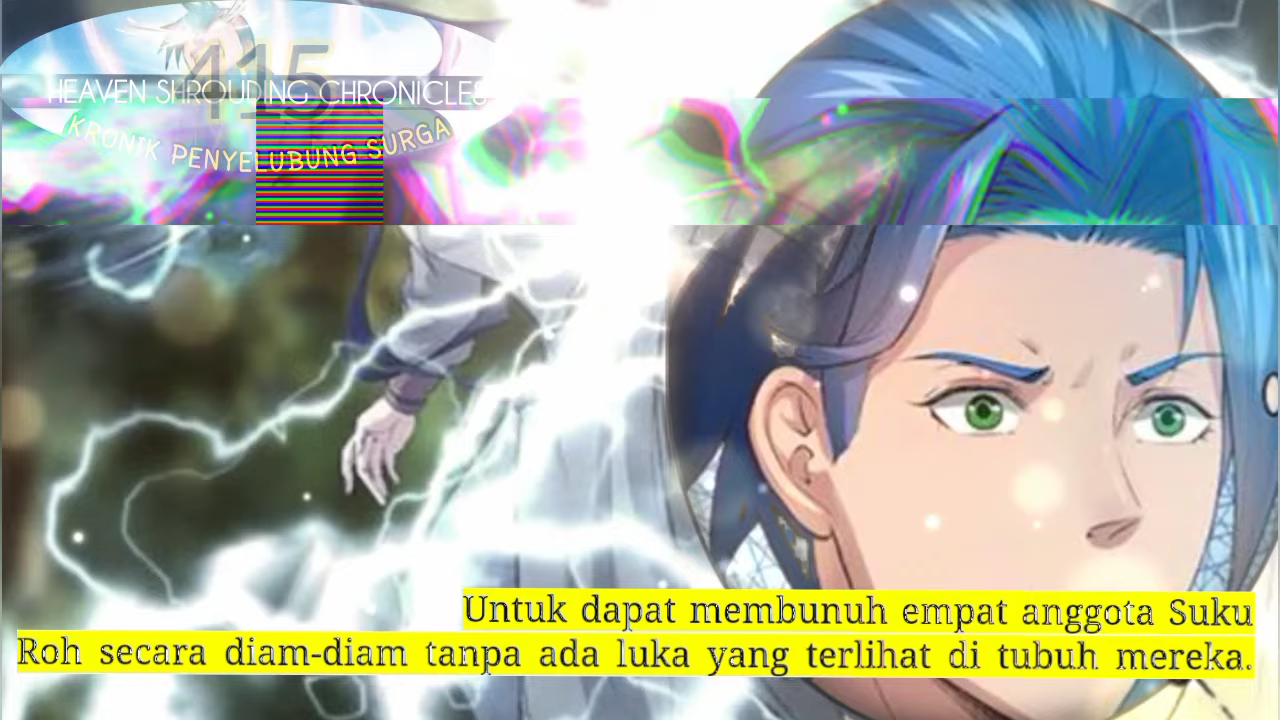 415
HEAVEN SHROUDING CHRONICLES
KRONIK PENYELUBUNG SURGA
Untuk dapat membunuh empat anggota Suku
Roh secara diam-diam tanpa ada luka yang terlihat di tubuh mereka.